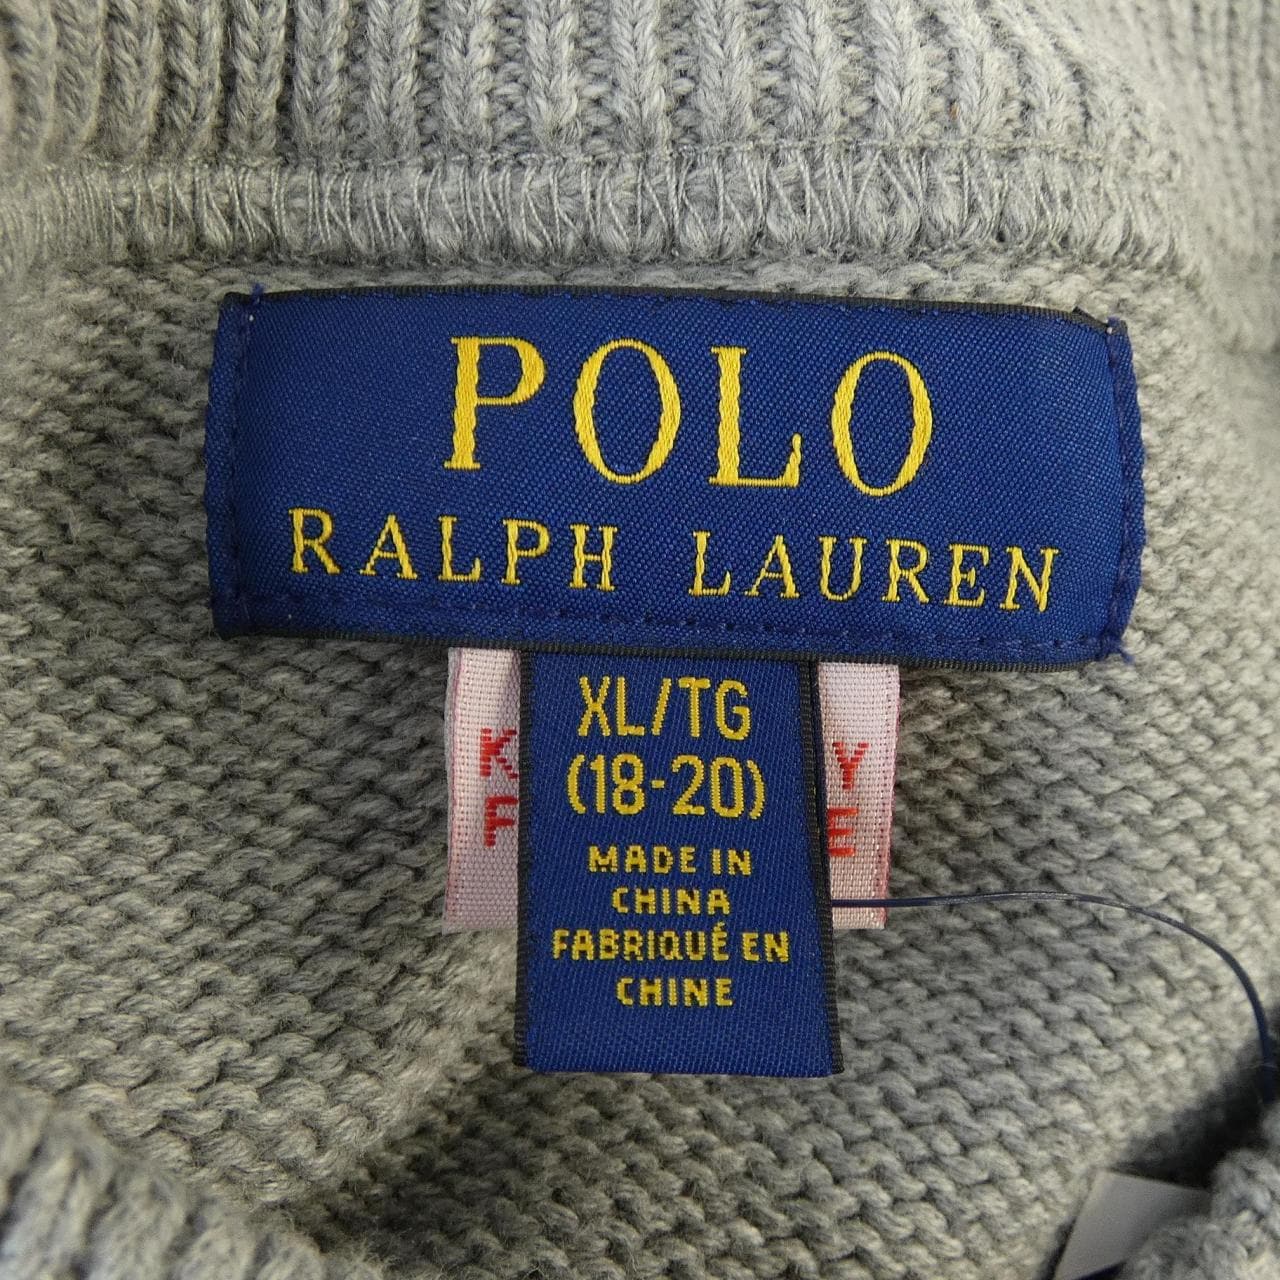 POLO
RALPH LAUREN
XL/TG
(18-20)
MADE IN
CHINA
FABRIQUÉ EN
CHINE